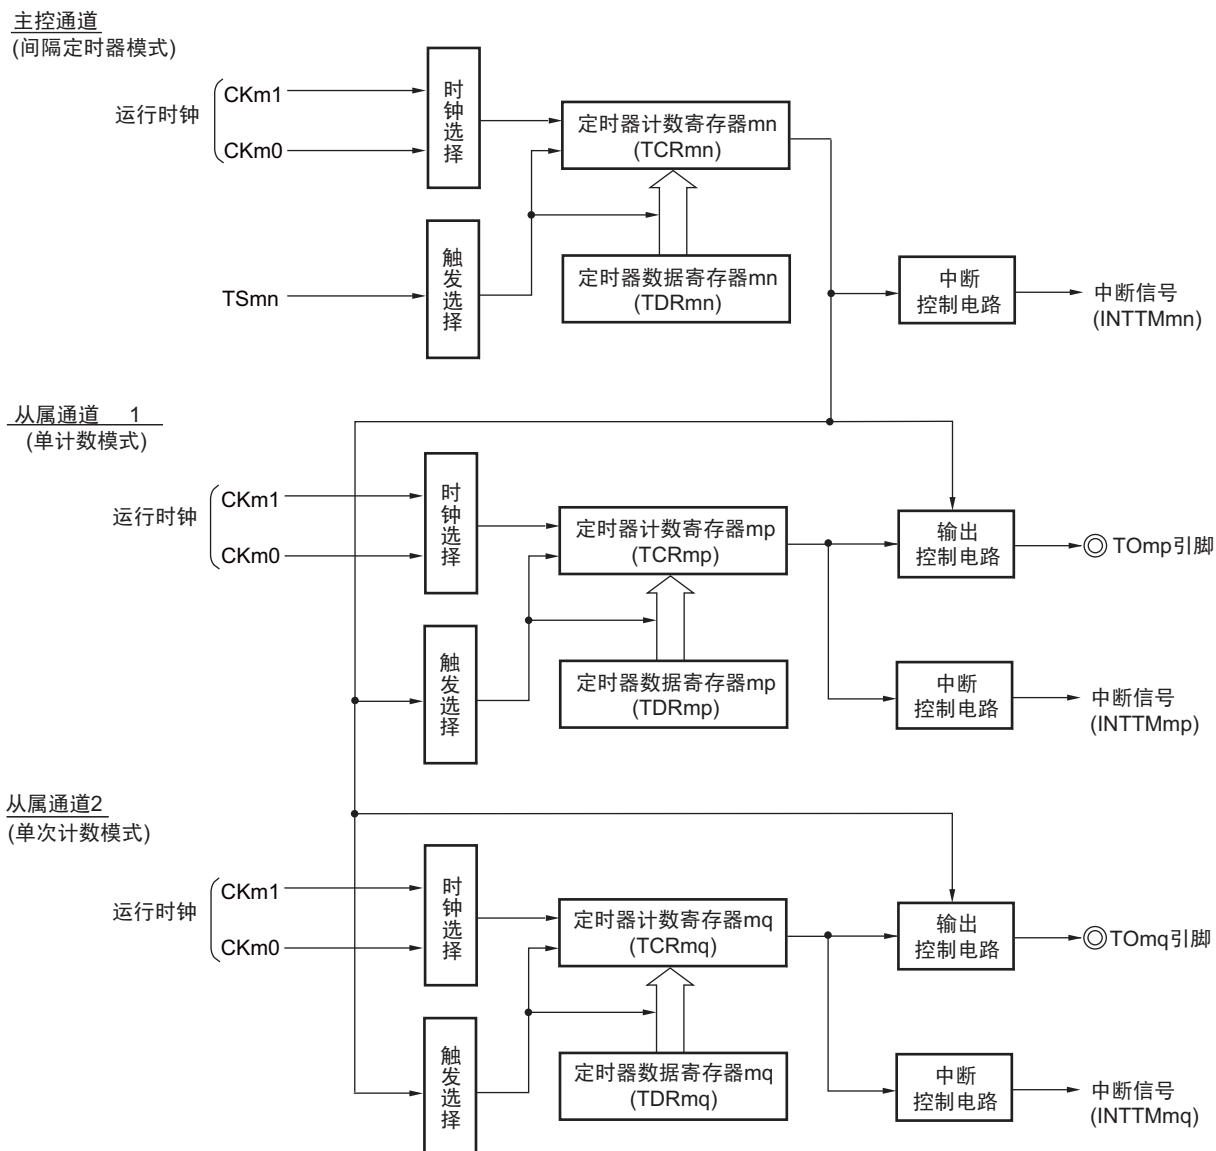 主控通道
(间隔定时器模式)
运行时钟
CKm1
CKm0
时钟选择
定时器计数寄存器mn
(TCRmn)
TSmn
触发选择
定时器数据寄存器mn
(TDRmn)
中断
控制电路
中断信号
(INTTMmn)
从属通道 1
(单计数模式)
运行时钟
CKm1
CKm0
时钟选择
定时器计数寄存器mp
(TCRmp)
输出
控制电路
TOmp引脚
触发选择
定时器数据寄存器mp
(TDRmp)
中断
控制电路
中断信号
(INTTMmp)
从属通道2
(单次计数模式)
运行时钟
CKm1
CKm0
时钟选择
定时器计数寄存器mq
(TCRmq)
输出
控制电路
TOmq引脚
触发选择
定时器数据寄存器mq
(TDRmq)
中断
控制电路
中断信号
(INTTMmq)